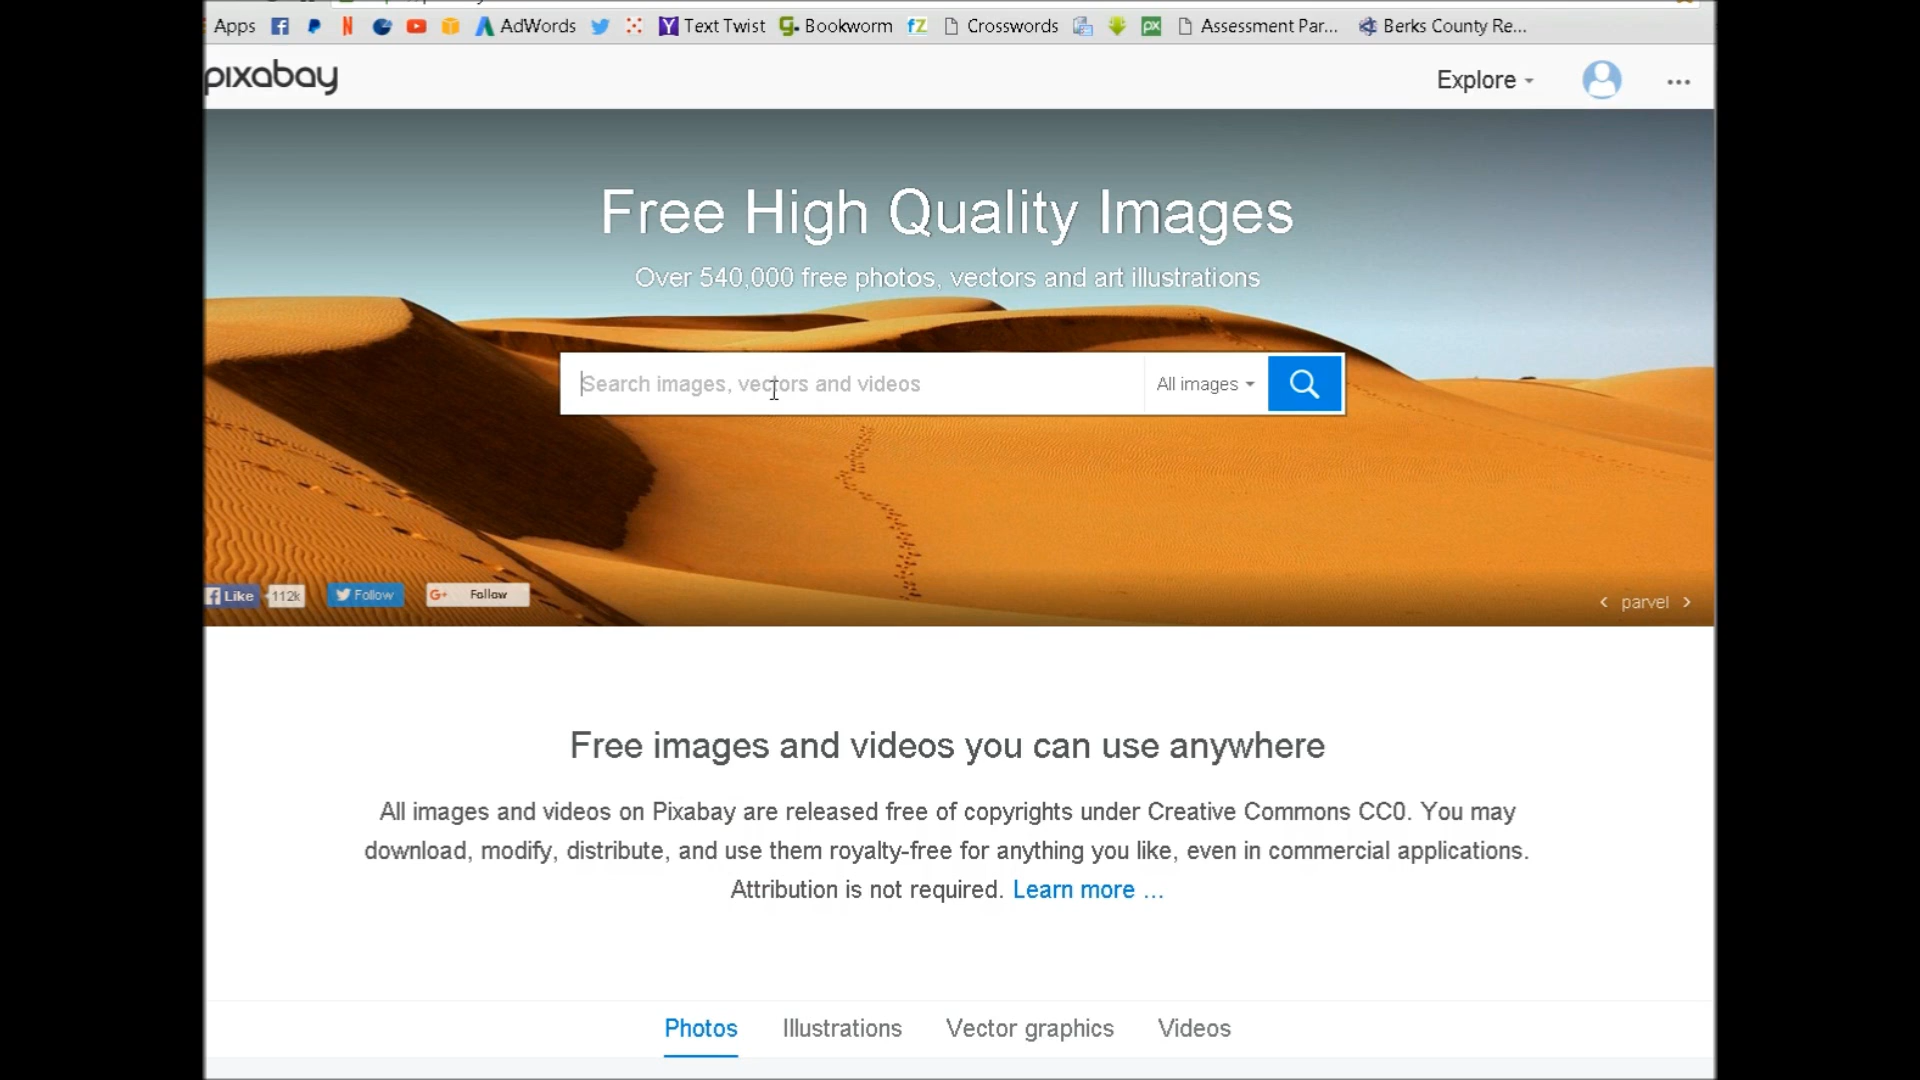 Apps AdWords Text Twist Bookworm Crosswords Assessment Par... Berks County Re...
pixabay Explore ...
Free High Quality Images
Over 540,000 free photos, vectors and art illustrations
Search images, vectors and videos All images
Like 112k Follow G+ Follow
< parvel >
Free images and videos you can use anywhere
All images and videos on Pixabay are released free of copyrights under Creative Commons CC0. You may
download, modify, distribute, and use them royalty-free for anything you like, even in commercial applications.
Attribution is not required. Learn more ...
Photos Illustrations Vector graphics Videos